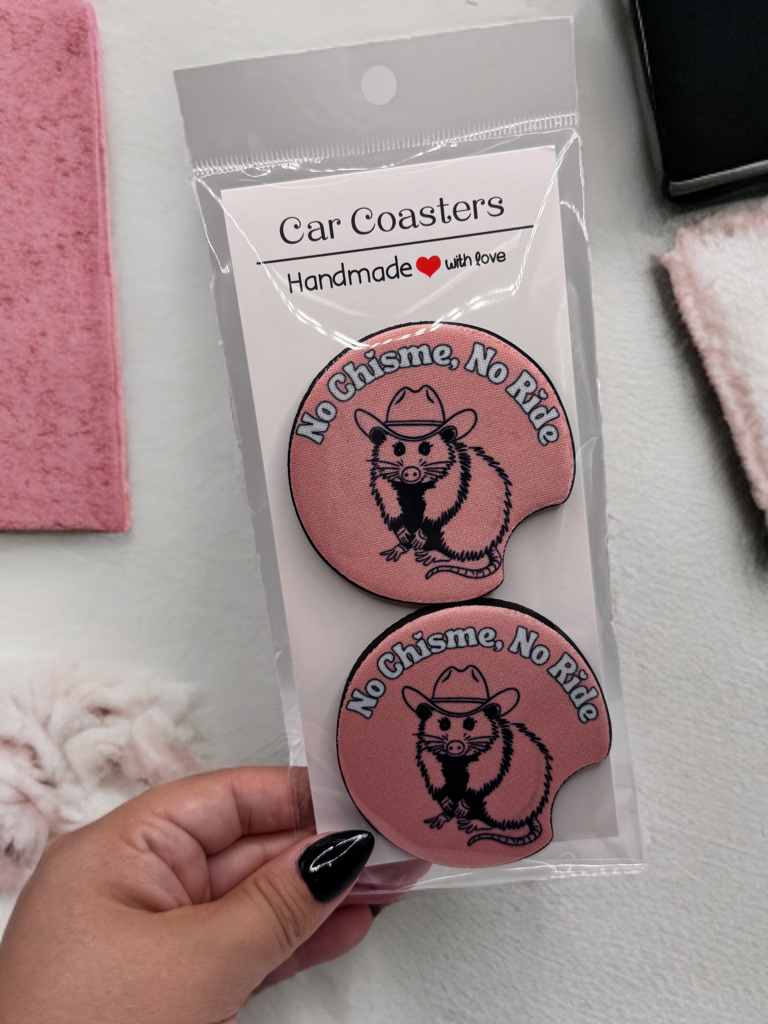 Car Coasters
Handmade ❤ with love
No Chisme, No Ride
No Chisme, No Ride